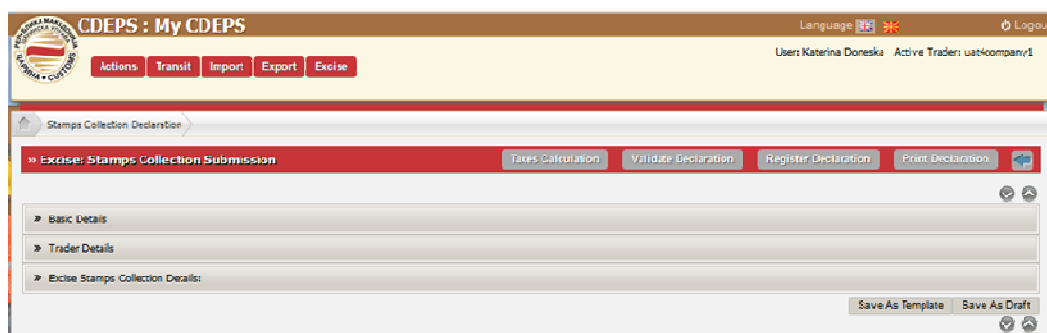 CDEPS : My CDEPS
Language
Logou
User: Katerina Doneska Active Trader: uat4company1
Actions Transit Import Export Excise
Stamps Collection Declaration
» Excise: Stamps Collection Submission
Taxes Calculation Validate Declaration Register Declaration Print Declaration
» Basic Details
» Trader Details
» Excise Stamps Collection Details:
Save As Template Save As Draft